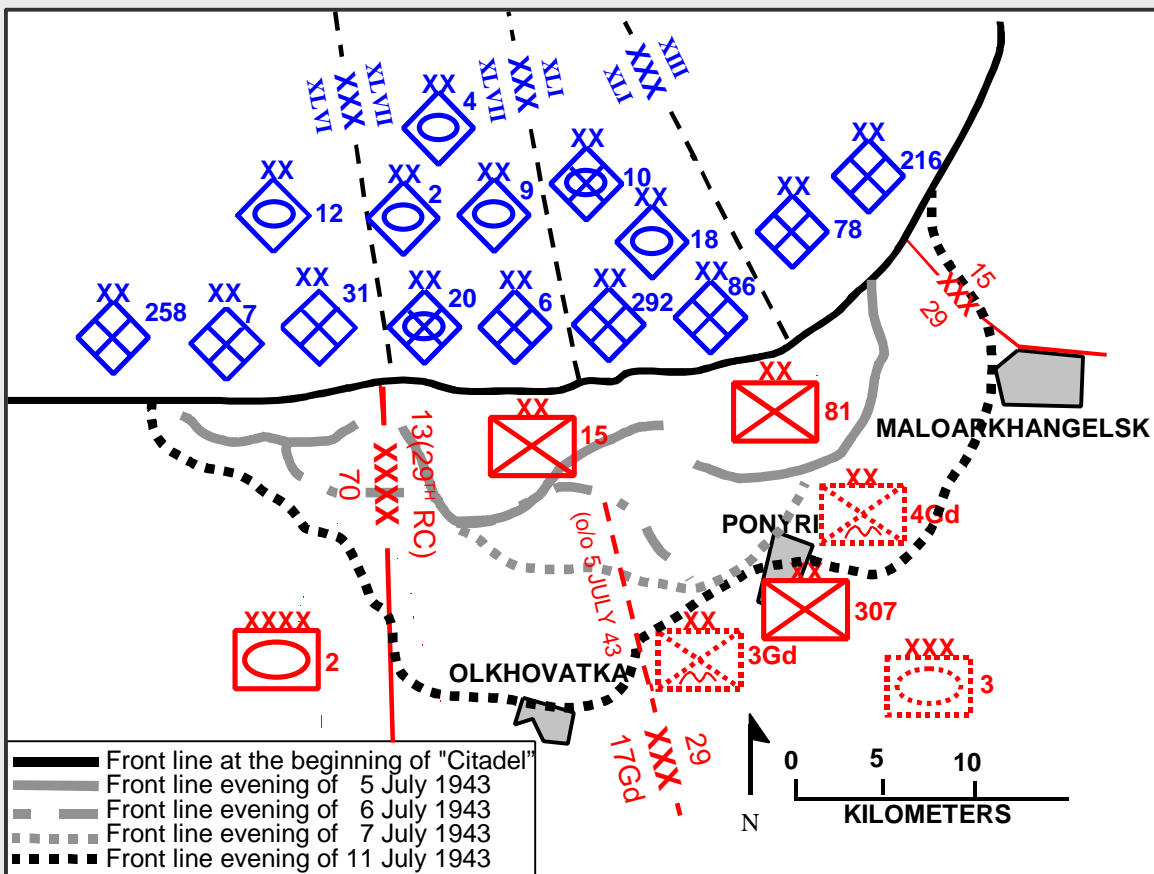 XLVI
XXX
XLVIII
XLVIII
XXX
XLI
XLI
XXX
XXIII
XX
4
XX
12
XX
2
XX
9
XX
10
XX
18
XX
78
XX
216
XX
258
XX
7
XX
31
XX
20
XX
6
XX
292
XX
86
15
XXX
29
XX
15
XX
81
MALOARKHANGELSK
13(29TH RC)
XXXX
70
XX
4Gd
PONYRI
(o/o 5 JULY 43)
XX
307
XXXX
2
XX
3Gd
XXX
3
OLKHOVATKA
29
XXX
17Gd
N
0 5 10
KILOMETERS
Front line at the beginning of "Citadel"
Front line evening of 5 July 1943
Front line evening of 6 July 1943
Front line evening of 7 July 1943
Front line evening of 11 July 1943